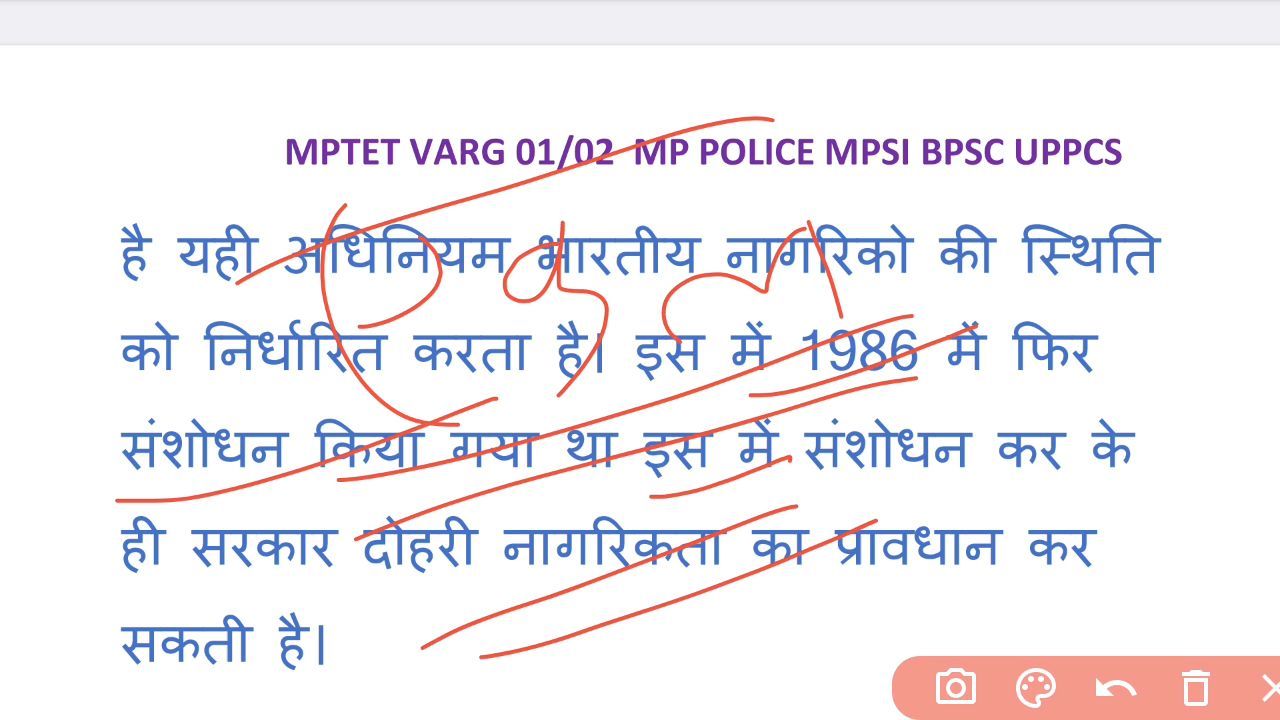 MPTET VARG 01/02 MP POLICE MPSI BPSC UPPCS
है यही अधिनियम भारतीय नागरिको की स्थिति
को निर्धारित करता है। इस में 1986 में फिर
संशोधन किया गया था इस में संशोधन कर के
ही सरकार दोहरी नागरिकता का प्रावधान कर
सकती है।